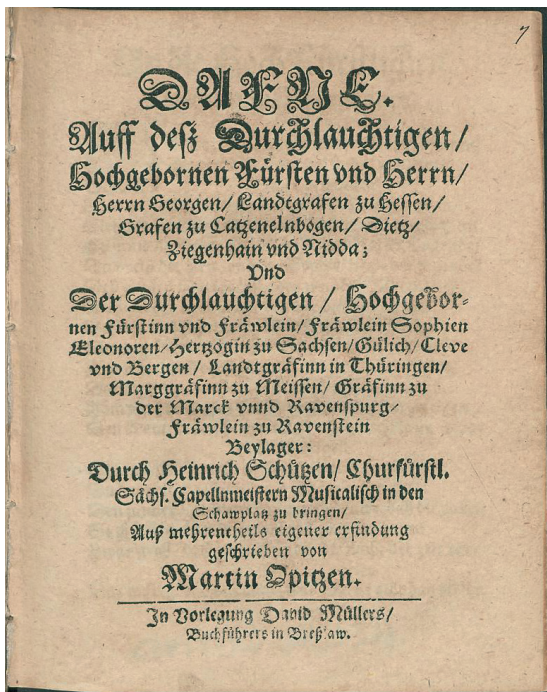 7
DAFNE.
Auff deß Durchlauchtigen/
Hochgebornen Fürsten vnd Herrn/
Herrn Georgen/ Landtgrafen zu Hessen/
Grafen zu Catzenelnbogen/ Dietz/
Ziegenhain vnd Nidda;
Vnd
Der Durchlauchtigen / Hochgebor-
nen Fürstinn vnd Fräwlein/ Fräwlein Sophien
Eleonoren/ Hertzogin zu Sachsen/ Gülich/ Cleve
vnd Bergen / Landtgräfinn in Thüringen/
Marggräfinn zu Meissen/ Gräfinn zu
der Marck vnnd Ravenspurg/
Fräwlein zu Ravenstein
Beylager:
Durch Heinrich Schützen/ Churfürstl.
Sächs. Capellnmeistern Musicalisch in den
Schawplatz zu bringen/
Auß mehrentheils eigener erfindung
geschrieben von
Martin Opitzen.
In Vorlegung David Müllers/
Buchführers in Breßlaw.